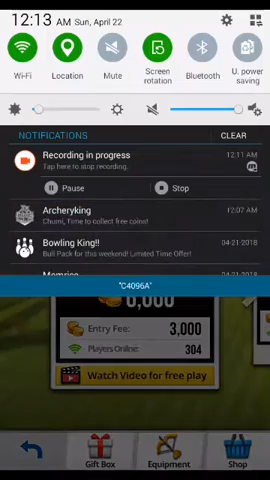 12:13 AM Sun, April 22
Wi-Fi
Location
Mute
Screen rotation
Bluetooth
U. power saving
NOTIFICATIONS
CLEAR
Recording in progress
12:11 AM
Tap here to stop recording.
Pause
Stop
Archeryking
12:07 AM
Chumi, Time to collect free coins!
Bowling King!!
04-21-2018
Bull Pack for this weekend! Limited Time Offer!
04-21-2018
"C4096A"
Entry Fee:
3,000
Players Online:
304
Watch Video for free play
Gift Box
Equipment
Shop